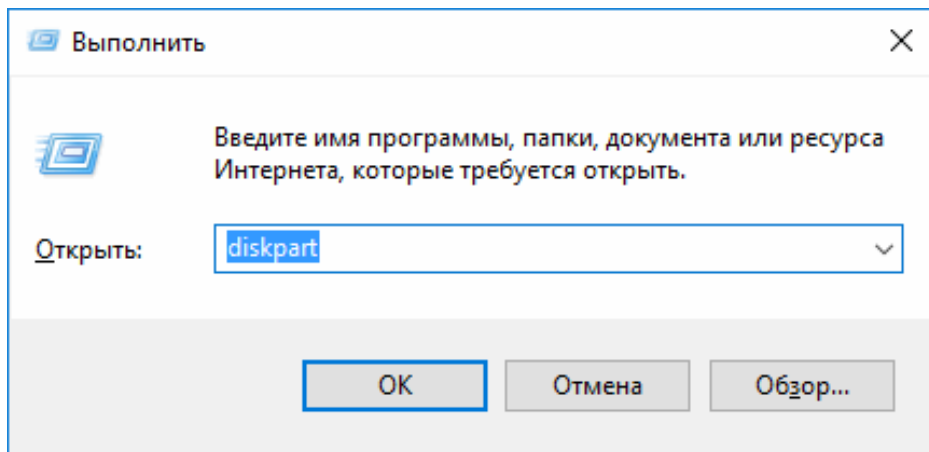 Выполнить
Введите имя программы, папки, документа или ресурса
Интернета, которые требуется открыть.
Открыть: diskpart
OK Отмена Обзор...